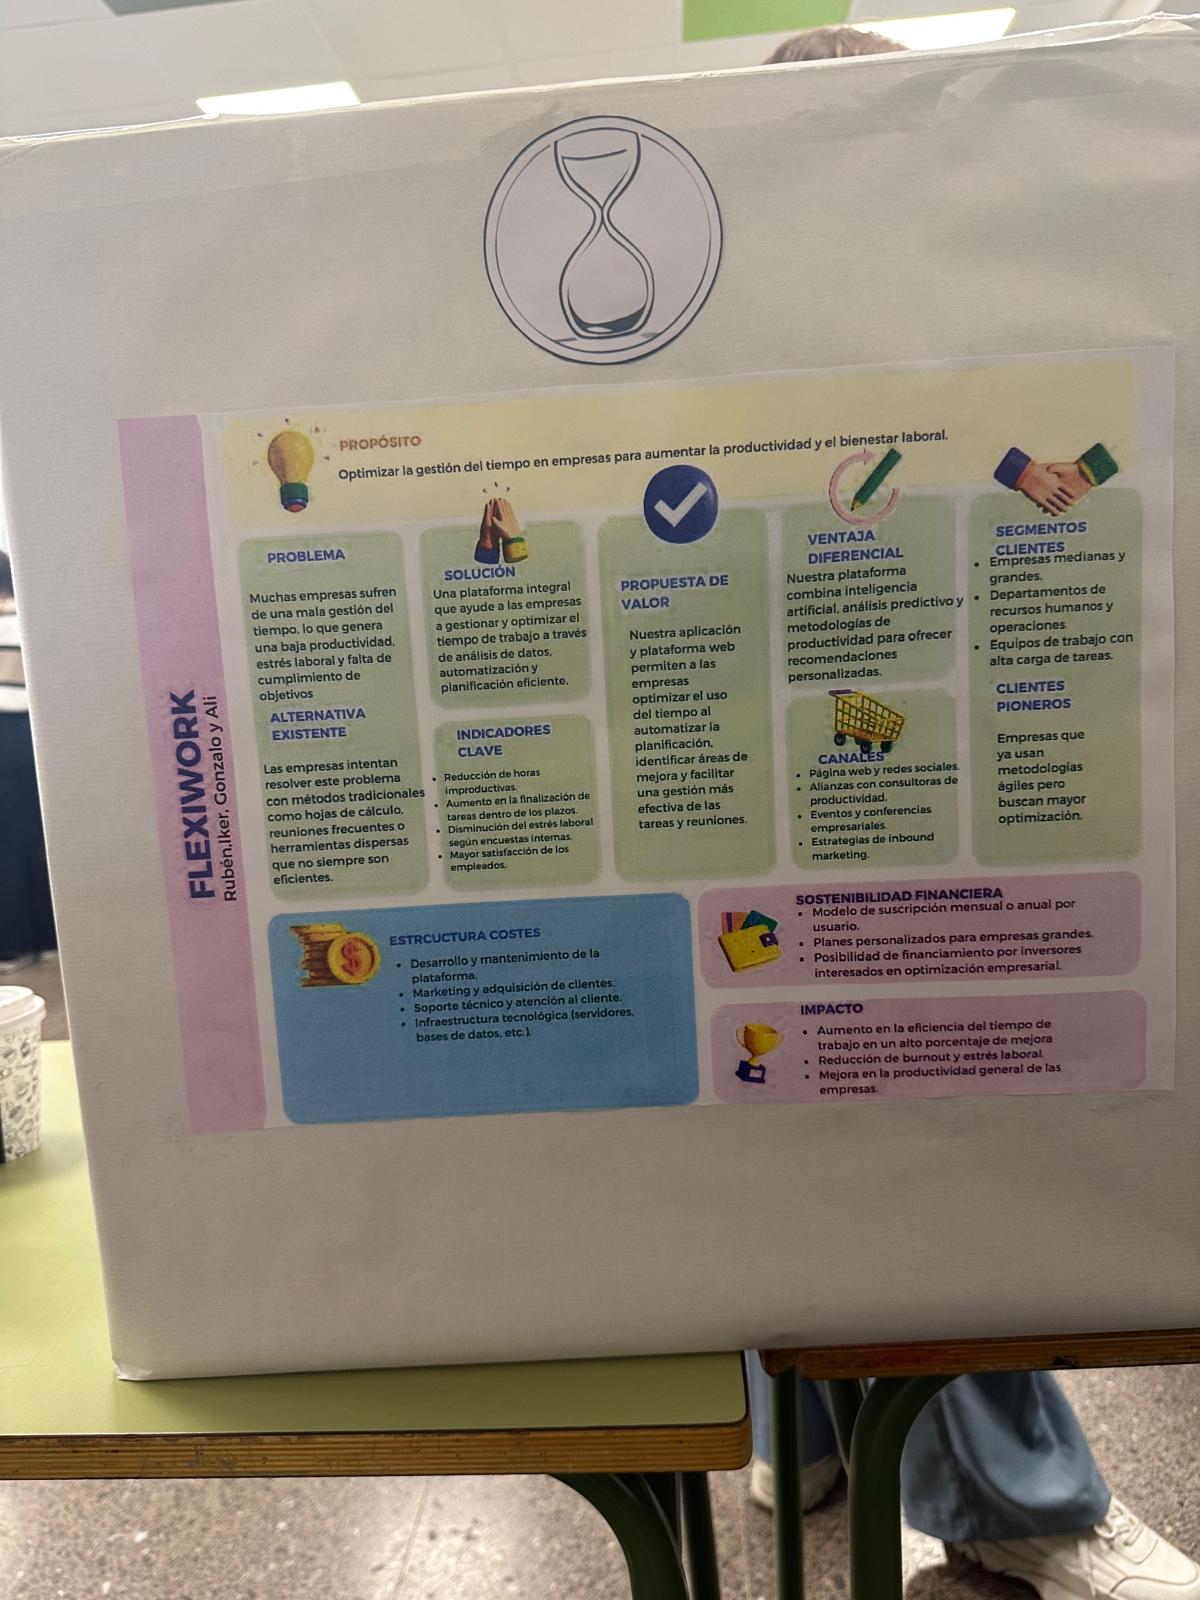 FLEXIWORK
Rubén,Iker, Gonzalo y Ali
PROPÓSITO
Optimizar la gestión del tiempo en empresas para aumentar la productividad y el bienestar laboral.
PROBLEMA
Muchas empresas sufren
de una mala gestión del
tiempo, lo que genera
una baja productividad,
estrés laboral y falta de
cumplimiento de
objetivos
ALTERNATIVA
EXISTENTE
Las empresas intentan
resolver este problema
con métodos tradicionales
como hojas de cálculo,
reuniones frecuentes o
herramientas dispersas
que no siempre son
eficientes.
SOLUCIÓN
Una plataforma integral
que ayude a las empresas
a gestionar y optimizar el
tiempo de trabajo a través
de análisis de datos,
automatización y
planificación eficiente.
INDICADORES
CLAVE
• Reducción de horas
improductivas.
• Aumento en la finalización de
tareas dentro de los plazos.
• Disminución del estrés laboral
según encuestas internas.
• Mayor satisfacción de los
empleados.
PROPUESTA DE
VALOR
Nuestra aplicación
y plataforma web
permiten a las
empresas
optimizar el uso
del tiempo al
automatizar la
planificación,
identificar áreas de
mejora y facilitar
una gestión más
efectiva de las
tareas y reuniones.
VENTAJA
DIFERENCIAL
Nuestra plataforma
combina inteligencia
artificial, análisis predictivo y
metodologías de
productividad para ofrecer
recomendaciones
personalizadas.
CANALES
• Página web y redes sociales.
• Alianzas con consultoras de
productividad.
• Eventos y conferencias
empresariales.
• Estrategias de inbound
marketing.
SEGMENTOS
CLIENTES
• Empresas medianas y
grandes.
• Departamentos de
recursos humanos y
operaciones.
• Equipos de trabajo con
alta carga de tareas.
CLIENTES
PIONEROS
Empresas que
ya usan
metodologías
ágiles pero
buscan mayor
optimización.
ESTRCUCTURA COSTES
• Desarrollo y mantenimiento de la
plataforma.
• Marketing y adquisición de clientes.
• Soporte técnico y atención al cliente.
• Infraestructura tecnológica (servidores,
bases de datos, etc.).
SOSTENIBILIDAD FINANCIERA
• Modelo de suscripción mensual o anual por
usuario.
• Planes personalizados para empresas grandes.
• Posibilidad de financiamiento por inversores
interesados en optimización empresarial.
IMPACTO
• Aumento en la eficiencia del tiempo de
trabajo en un alto porcentaje de mejora
• Reducción de burnout y estrés laboral.
• Mejora en la productividad general de las
empresas.